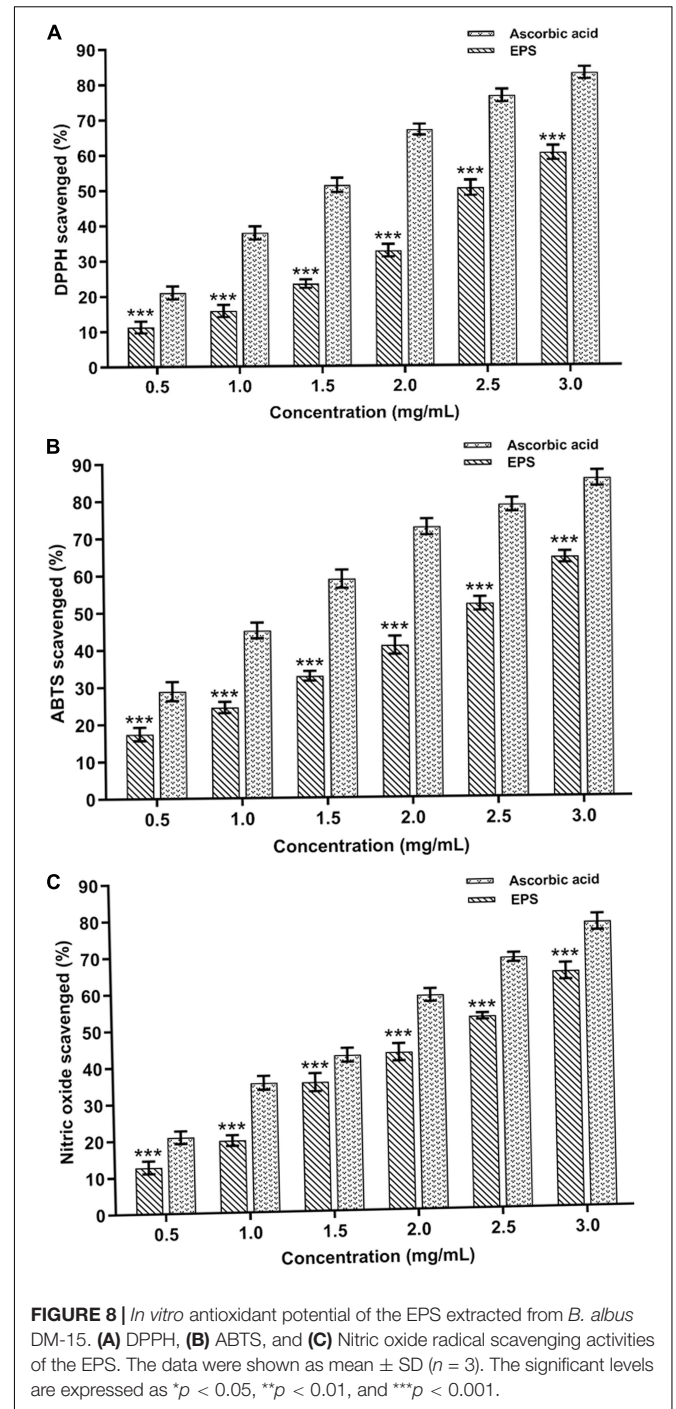 A
Ascorbic acid
EPS
90
80
70
60
50
40
30
20
10
0
DPPH scavenged (%)
***
***
***
***
***
***
0.5 1.0 1.5 2.0 2.5 3.0
Concentration (mg/mL)
B
Ascorbic acid
EPS
90
80
70
60
50
40
30
20
10
0
ABTS scavenged (%)
***
***
***
***
***
***
0.5 1.0 1.5 2.0 2.5 3.0
Concentration (mg/mL)
C
Ascorbic acid
EPS
90
80
70
60
50
40
30
20
10
0
Nitric oxide scavenged (%)
***
***
***
***
***
***
0.5 1.0 1.5 2.0 2.5 3.0
Concentration (mg/mL)
FIGURE 8 | In vitro antioxidant potential of the EPS extracted from B. albus
DM-15. (A) DPPH, (B) ABTS, and (C) Nitric oxide radical scavenging activities
of the EPS. The data were shown as mean ± SD (n = 3). The significant levels
are expressed as *p < 0.05, **p < 0.01, and ***p < 0.001.